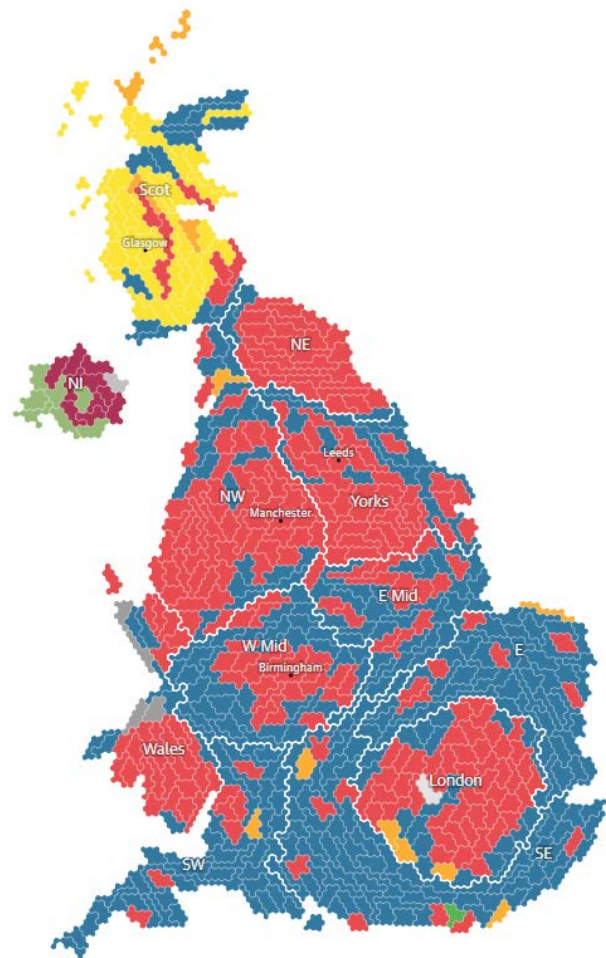 Scot
Glasgow
NE
NI
Leeds
NW
Yorks
Manchester
E Mid
W Mid
E
Birmingham
Wales
London
SE
SW